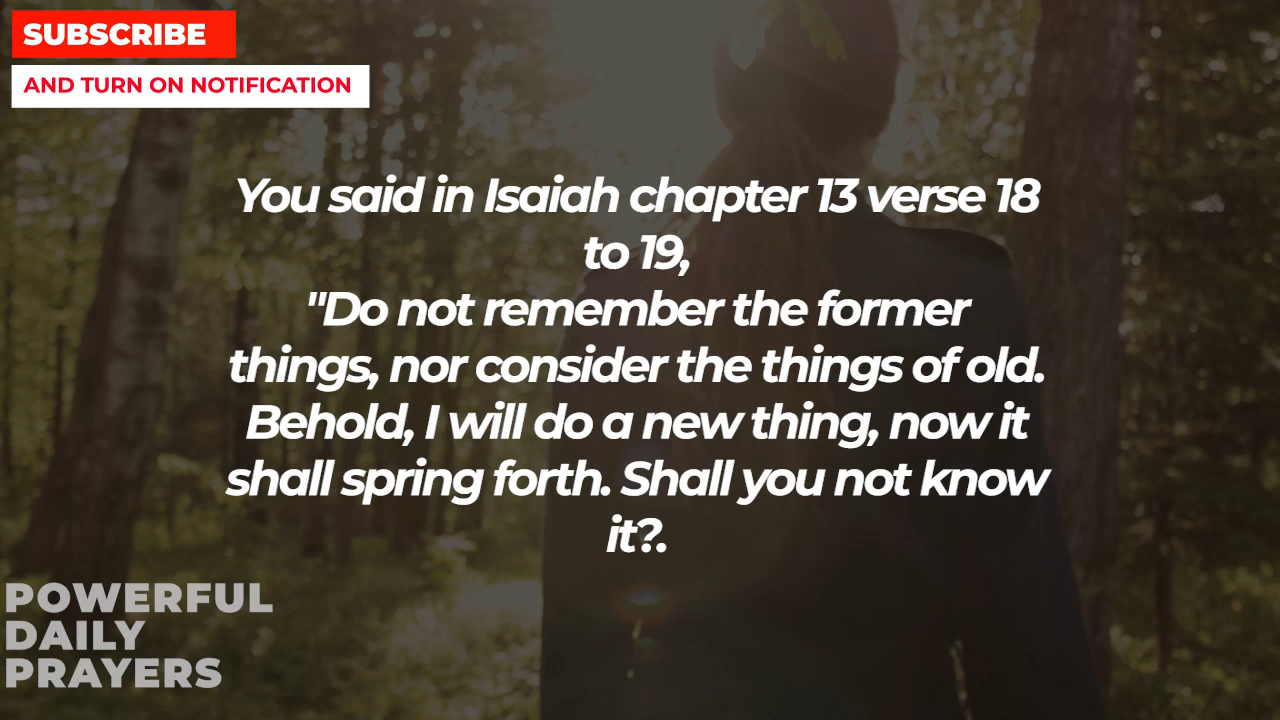 SUBSCRIBE
AND TURN ON NOTIFICATION
You said in Isaiah chapter 13 verse 18
to 19,
"Do not remember the former
things, nor consider the things of old.
Behold, I will do a new thing, now it
shall spring forth. Shall you not know
it?.
POWERFUL
DAILY
PRAYERS